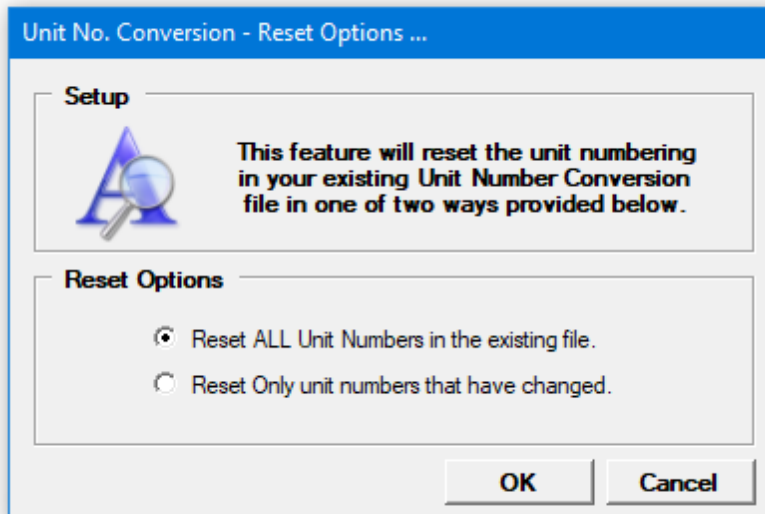 Unit No. Conversion - Reset Options ...
Setup
This feature will reset the unit numbering
in your existing Unit Number Conversion
file in one of two ways provided below.
Reset Options
Reset ALL Unit Numbers in the existing file.
Reset Only unit numbers that have changed.
OK
Cancel